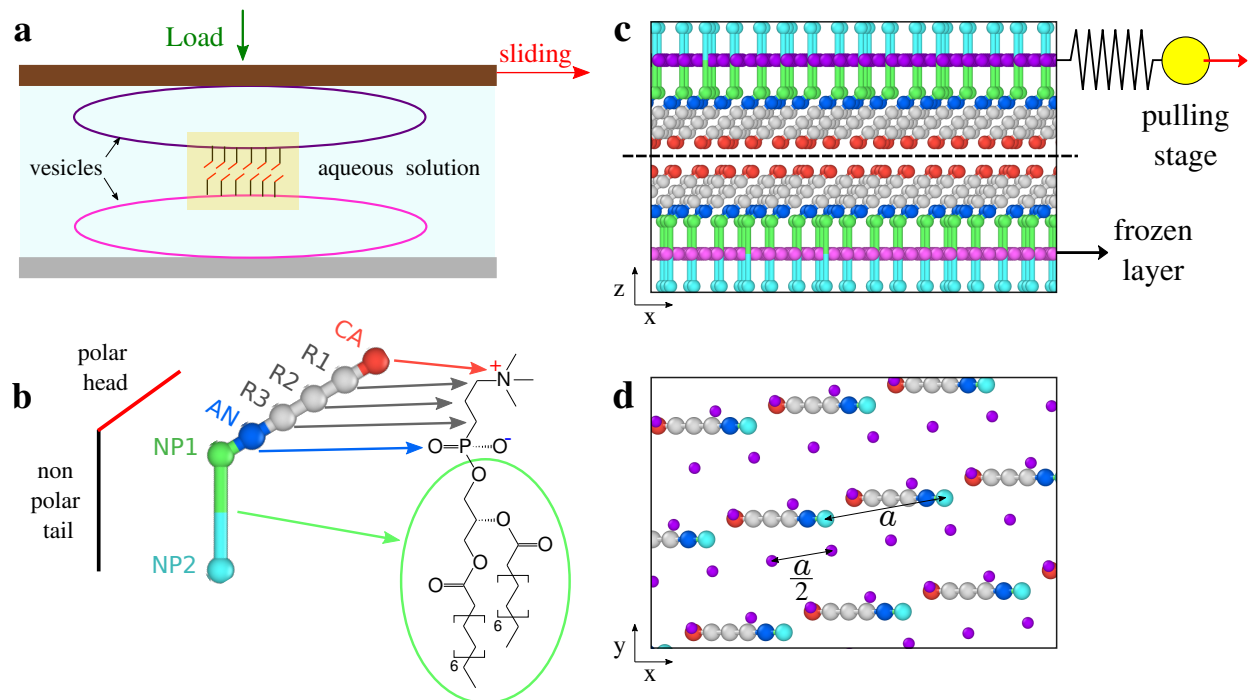 a
Load
sliding
vesicles
aqueous solution
b
polar
head
non
polar
tail
NP1
NP2
AN
R3
R2
R1
CA
+
N
O
P
O
-
O
O
O
O
O
6
6
c
pulling
stage
frozen
layer
z
x
d
a
a
2
y
x